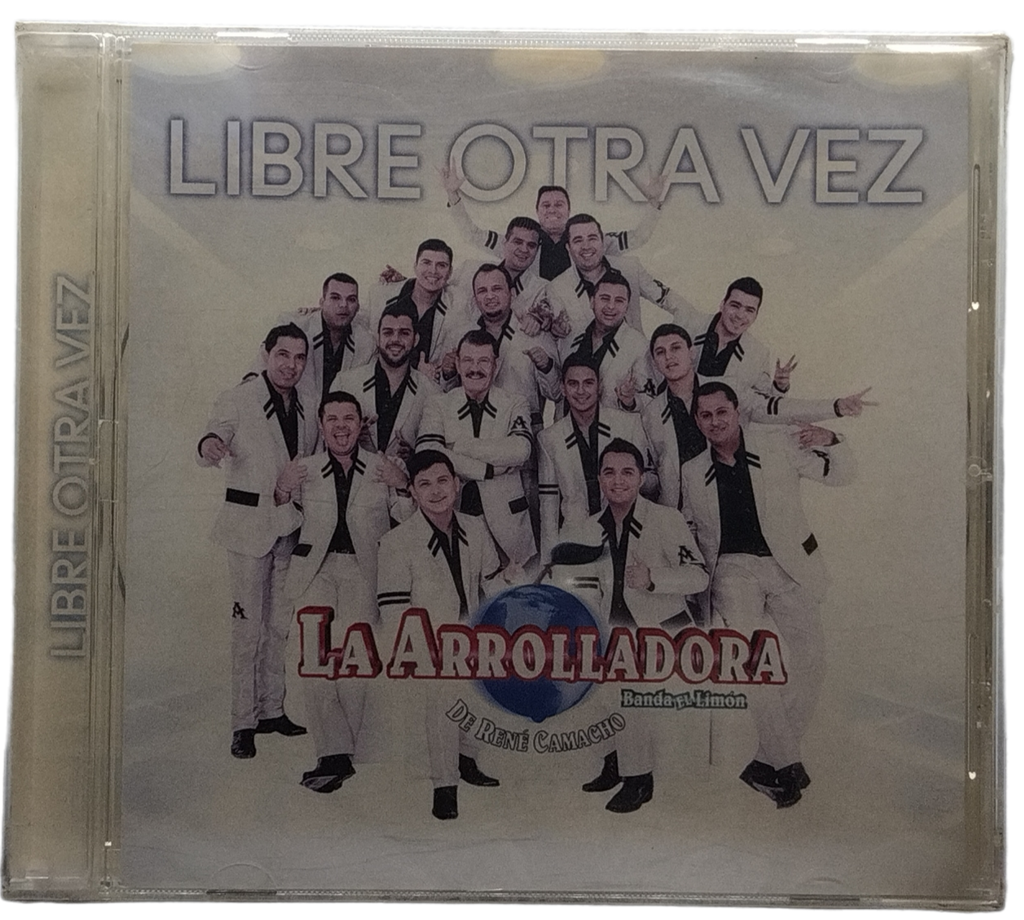 LIBRE OTRA VEZ
LIBRE OTRA VEZ
A
A
A
LA ARROLLADORA
Banda EL Limón
DE RENÉ CAMACHO